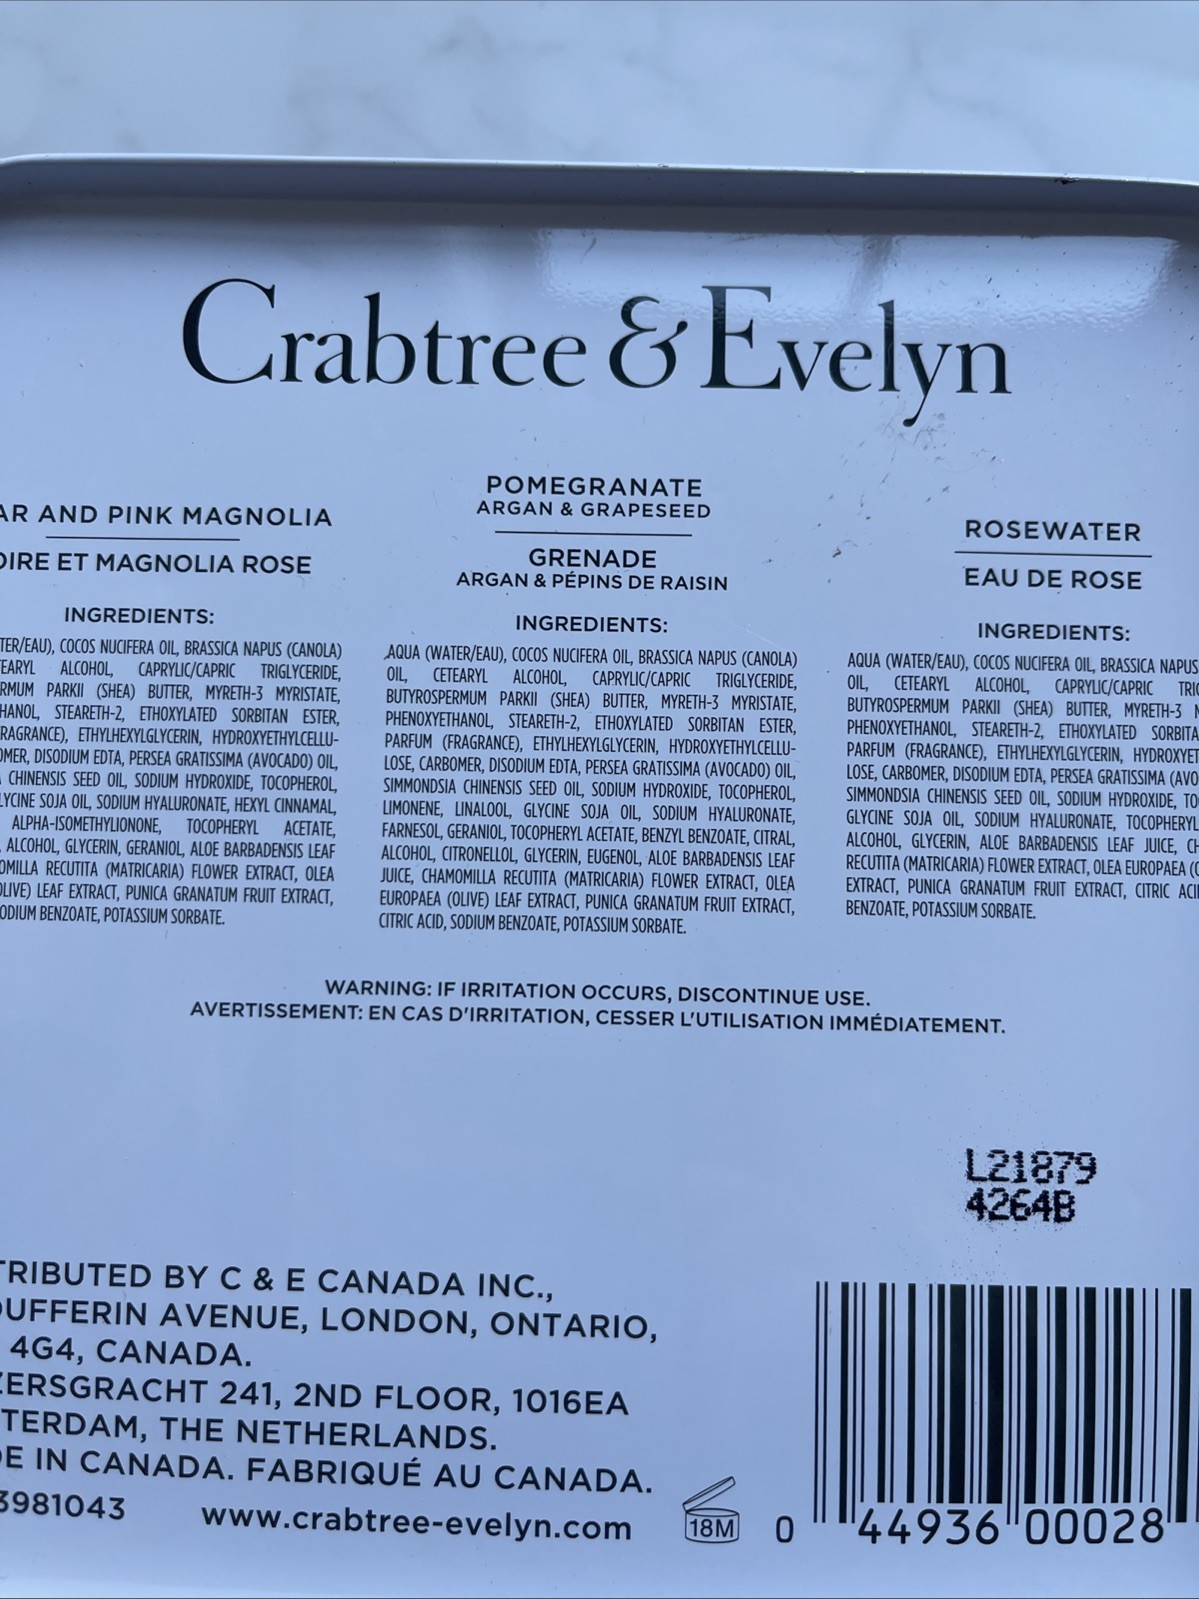 Crabtree & Evelyn
AR AND PINK MAGNOLIA
OIRE ET MAGNOLIA ROSE
INGREDIENTS:
TER/EAU), COCOS NUCIFERA OIL, BRASSICA NAPUS (CANOLA)
TEARYL ALCOHOL, CAPRYLIC/CAPRIC TRIGLYCERIDE,
RMUM PARKII (SHEA) BUTTER, MYRETH-3 MYRISTATE,
HANOL, STEARETH-2, ETHOXYLATED SORBITAN ESTER,
RAGRANCE), ETHYLHEXYLGLYCERIN, HYDROXYETHYLCELLU-
OMER, DISODIUM EDTA, PERSEA GRATISSIMA (AVOCADO) OIL,
CHINENSIS SEED OIL, SODIUM HYDROXIDE, TOCOPHEROL,
LYCINE SOJA OIL, SODIUM HYALURONATE, HEXYL CINNAMAL,
ALPHA-ISOMETHYLIONONE, TOCOPHERYL ACETATE,
, ALCOHOL, GLYCERIN, GERANIOL, ALOE BARBADENSIS LEAF
OMILLA RECUTITA (MATRICARIA) FLOWER EXTRACT, OLEA
OLIVE) LEAF EXTRACT, PUNICA GRANATUM FRUIT EXTRACT,
ODIUM BENZOATE, POTASSIUM SORBATE.
POMEGRANATE
ARGAN & GRAPESEED
GRENADE
ARGAN & PÉPINS DE RAISIN
INGREDIENTS:
AQUA (WATER/EAU), COCOS NUCIFERA OIL, BRASSICA NAPUS (CANOLA)
OIL, CETEARYL ALCOHOL, CAPRYLIC/CAPRIC TRIGLYCERIDE,
BUTYROSPERMUM PARKII (SHEA) BUTTER, MYRETH-3 MYRISTATE,
PHENOXYETHANOL, STEARETH-2, ETHOXYLATED SORBITAN ESTER,
PARFUM (FRAGRANCE), ETHYLHEXYLGLYCERIN, HYDROXYETHYLCELLU-
LOSE, CARBOMER, DISODIUM EDTA, PERSEA GRATISSIMA (AVOCADO) OIL,
SIMMONDSIA CHINENSIS SEED OIL, SODIUM HYDROXIDE, TOCOPHEROL,
LIMONENE, LINALOOL, GLYCINE SOJA OIL, SODIUM HYALURONATE,
FARNESOL, GERANIOL, TOCOPHERYL ACETATE, BENZYL BENZOATE, CITRAL,
ALCOHOL, CITRONELLOL, GLYCERIN, EUGENOL, ALOE BARBADENSIS LEAF
JUICE, CHAMOMILLA RECUTITA (MATRICARIA) FLOWER EXTRACT, OLEA
EUROPAEA (OLIVE) LEAF EXTRACT, PUNICA GRANATUM FRUIT EXTRACT,
CITRIC ACID, SODIUM BENZOATE, POTASSIUM SORBATE.
ROSEWATER
EAU DE ROSE
INGREDIENTS:
AQUA (WATER/EAU), COCOS NUCIFERA OIL, BRASSICA NAPUS
OIL, CETEARYL ALCOHOL, CAPRYLIC/CAPRIC TRIG
BUTYROSPERMUM PARKII (SHEA) BUTTER, MYRETH-3 M
PHENOXYETHANOL, STEARETH-2, ETHOXYLATED SORBITA
PARFUM (FRAGRANCE), ETHYLHEXYLGLYCERIN, HYDROXYET
LOSE, CARBOMER, DISODIUM EDTA, PERSEA GRATISSIMA (AVO
SIMMONDSIA CHINENSIS SEED OIL, SODIUM HYDROXIDE, TO
GLYCINE SOJA OIL, SODIUM HYALURONATE, TOCOPHERYL
ALCOHOL, GLYCERIN, ALOE BARBADENSIS LEAF JUICE, CH
RECUTITA (MATRICARIA) FLOWER EXTRACT, OLEA EUROPAEA (O
EXTRACT, PUNICA GRANATUM FRUIT EXTRACT, CITRIC ACI
BENZOATE, POTASSIUM SORBATE.
WARNING: IF IRRITATION OCCURS, DISCONTINUE USE.
AVERTISSEMENT: EN CAS D'IRRITATION, CESSER L'UTILISATION IMMÉDIATEMENT.
L21879
4264B
TRIBUTED BY C & E CANADA INC.,
DUFFERIN AVENUE, LONDON, ONTARIO,
4G4, CANADA.
ZERSGRACHT 241, 2ND FLOOR, 1016EA
TERDAM, THE NETHERLANDS.
DE IN CANADA. FABRIQUÉ AU CANADA.
3981043 www.crabtree-evelyn.com
18M
0 44936 00028